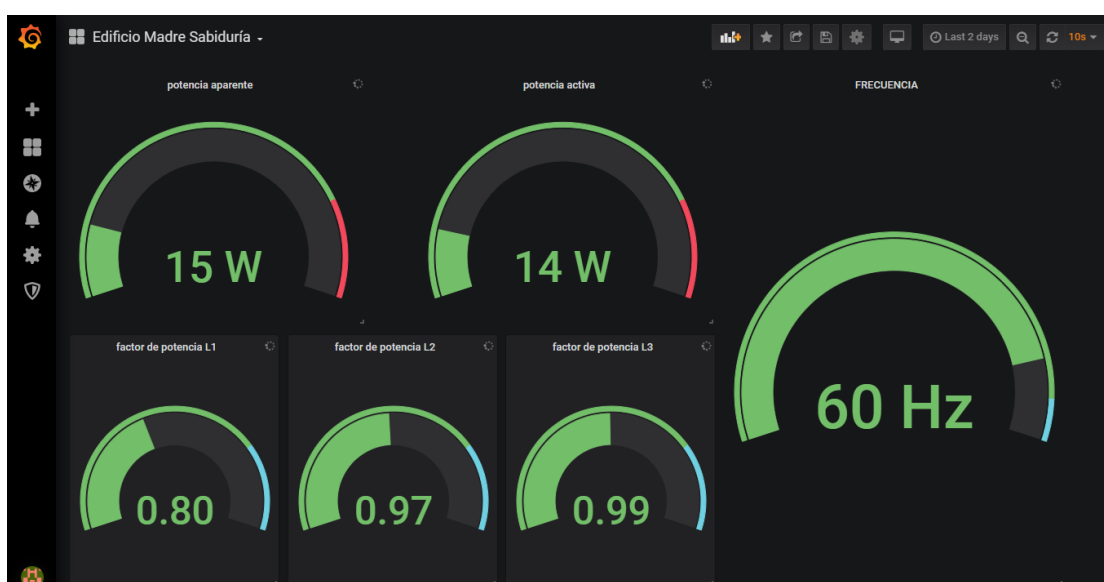 Edificio Madre Sabiduría
Last 2 days
10s
potencia aparente
potencia activa
FRECUENCIA
15 W
14 W
60 Hz
factor de potencia L1
factor de potencia L2
factor de potencia L3
0.80
0.97
0.99